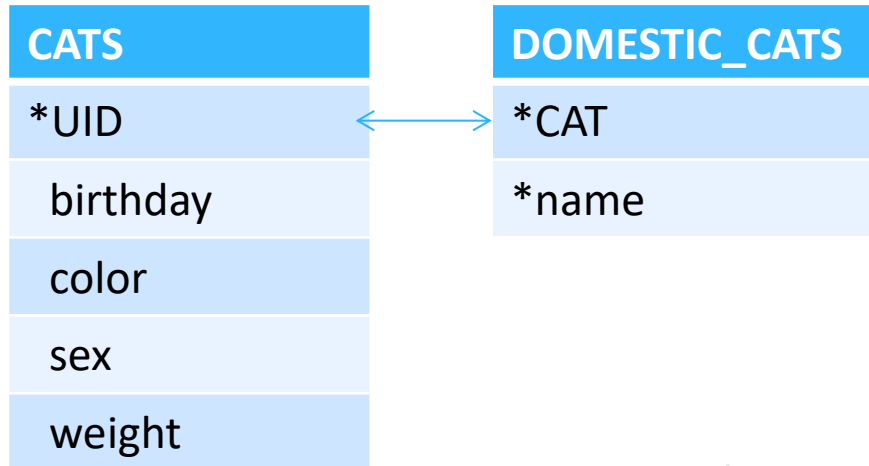 CATS
*UID
birthday
color
sex
weight
DOMESTIC_CATS
*CAT
*name